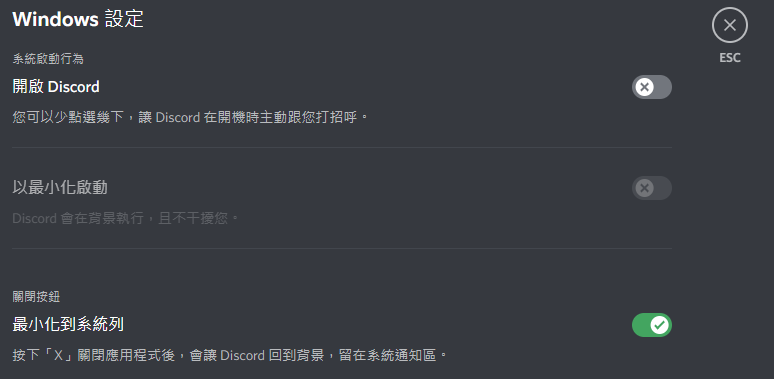 Windows 設定
ESC
系統啟動行為
開啟 Discord
您可以少點選幾下，讓 Discord 在開機時主動跟您打招呼。
以最小化啟動
Discord 會在背景執行，且不干擾您。
關閉按鈕
最小化到系統列
按下「X」關閉應用程式後，會讓 Discord 回到背景，留在系統通知區。